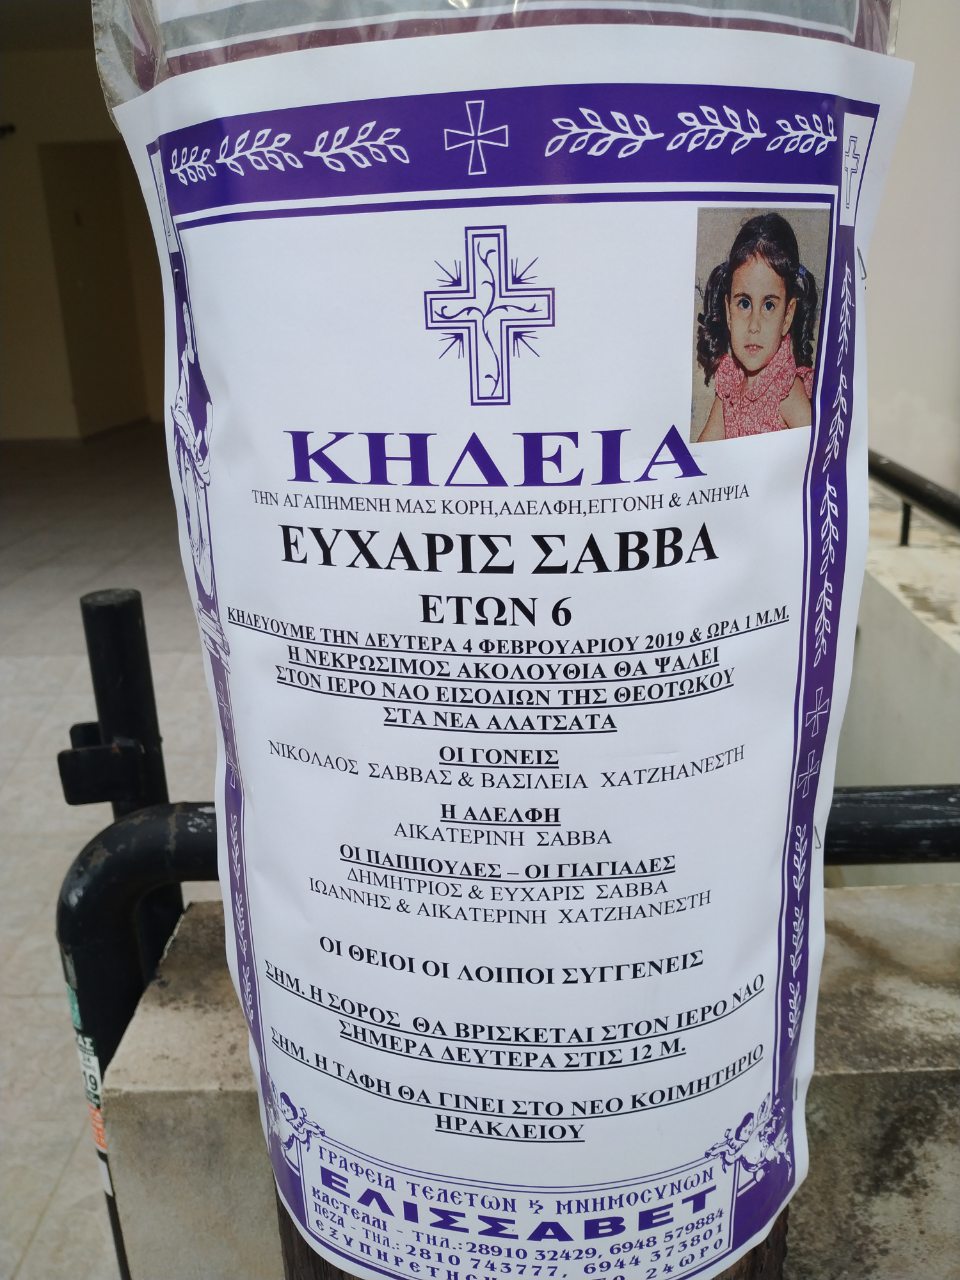 ΚΗΔΕΙΑ
ΤΗΝ ΑΓΑΠΗΜΕΝΗ ΜΑΣ ΚΟΡΗ,ΑΔΕΛΦΗ,ΕΓΓΟΝΗ & ΑΝΗΨΙΑ
ΕΥΧΑΡΙΣ ΣΑΒΒΑ
ΕΤΩΝ 6
ΚΗΔΕΥΟΥΜΕ ΤΗΝ ΔΕΥΤΕΡΑ 4 ΦΕΒΡΟΥΑΡΙΟΥ 2019 & ΩΡΑ 1 Μ.Μ.
Η ΝΕΚΡΩΣΙΜΟΣ ΑΚΟΛΟΥΘΙΑ ΘΑ ΨΑΛΕΙ
ΣΤΟΝ ΙΕΡΟ ΝΑΟ ΕΙΣΟΔΙΩΝ ΤΗΣ ΘΕΟΤΩΚΟΥ
ΣΤΑ ΝΕΑ ΑΛΑΤΣΑΤΑ
ΟΙ ΓΟΝΕΙΣ
ΝΙΚΟΛΑΟΣ ΣΑΒΒΑΣ & ΒΑΣΙΛΕΙΑ ΧΑΤΖΗΑΝΕΣΤΗ
Η ΑΔΕΛΦΗ
ΑΙΚΑΤΕΡΙΝΗ ΣΑΒΒΑ
ΟΙ ΠΑΠΠΟΥΔΕΣ – ΟΙ ΓΙΑΓΙΑΔΕΣ
ΔΗΜΗΤΡΙΟΣ & ΕΥΧΑΡΙΣ ΣΑΒΒΑ
ΙΩΑΝΝΗΣ & ΑΙΚΑΤΕΡΙΝΗ ΧΑΤΖΗΑΝΕΣΤΗ
ΟΙ ΘΕΙΟΙ ΟΙ ΛΟΙΠΟΙ ΣΥΓΓΕΝΕΙΣ
ΣΗΜ. Η ΣΟΡΟΣ ΘΑ ΒΡΙΣΚΕΤΑΙ ΣΤΟΝ ΙΕΡΟ ΝΑΟ
ΣΗΜΕΡΑ ΔΕΥΤΕΡΑ ΣΤΙΣ 12 Μ.
ΣΗΜ. Η ΤΑΦΗ ΘΑ ΓΙΝΕΙ ΣΤΟ ΝΕΟ ΚΟΙΜΗΤΗΡΙΟ
ΗΡΑΚΛΕΙΟΥ
ΓΡΑΦΕΙΑ ΤΕΛΕΤΩΝ ϗ ΜΝΗΜΟΣΥΝΩΝ
ΕΛΙΣΣΑΒΕΤ
ΚΑΣΤΕΛΛΙ - ΤΗΛ.: 28910 32429, 6948 579884
ΠΕΖΑ - ΤΗΛ.: 2810 743777, 6944 373801
24ΩΡΟ